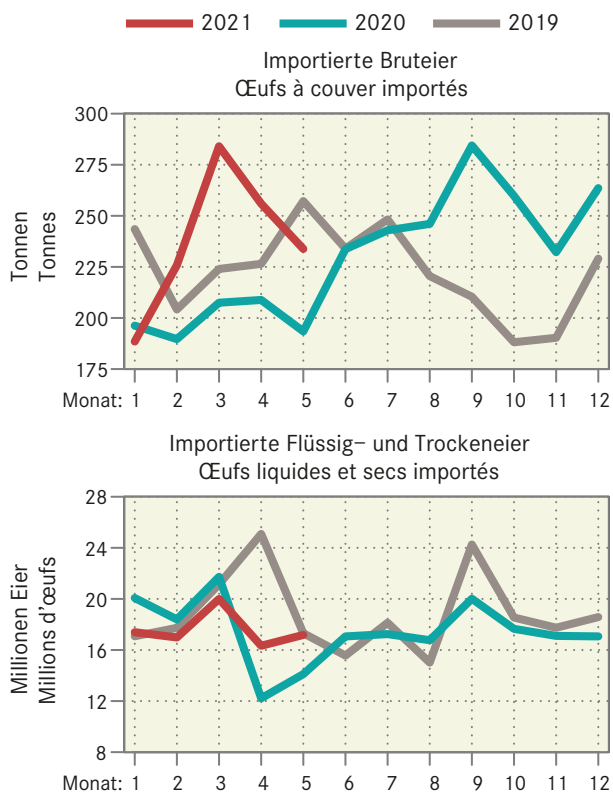 2021 2020 2019
Importierte Bruteier
Œufs à couver importés
Tonnen
Tonnes
300
275
250
225
200
175
Monat: 1 2 3 4 5 6 7 8 9 10 11 12
Importierte Flüssig– und Trockeneier
Œufs liquides et secs importés
Millionen Eier
Millions d'œufs
28
24
20
16
12
8
Monat: 1 2 3 4 5 6 7 8 9 10 11 12